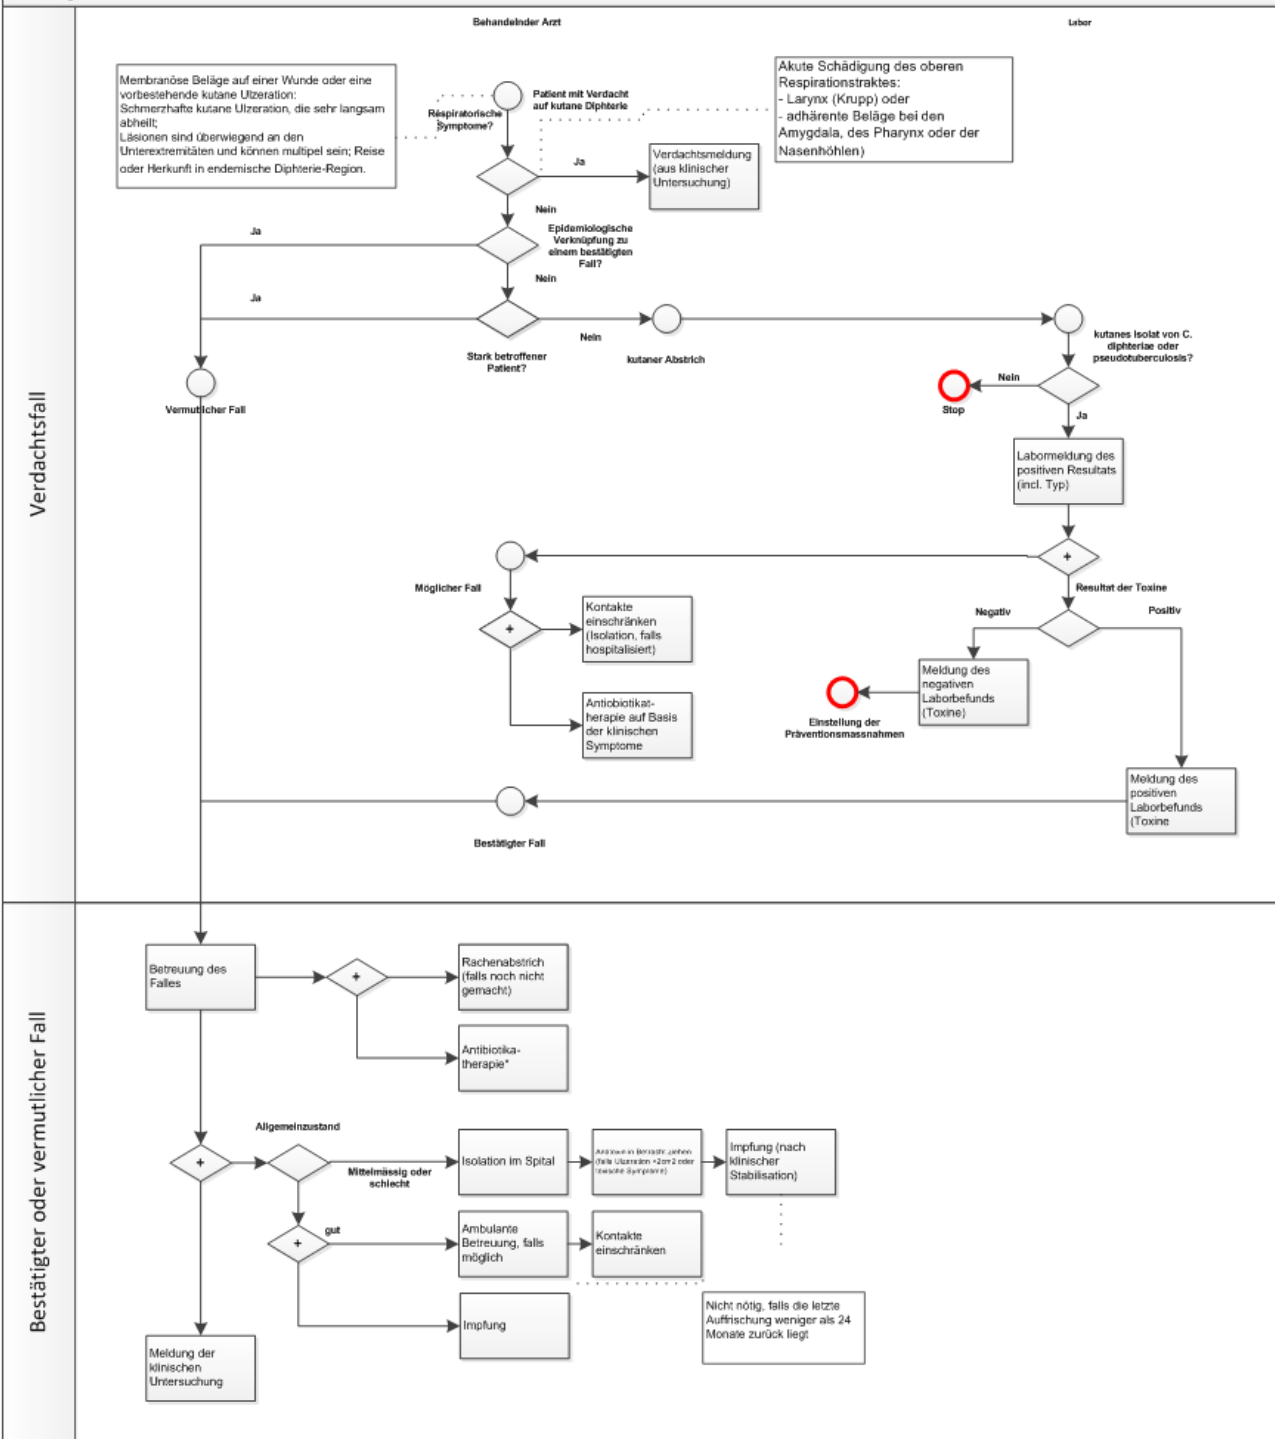 Behandelnder Arzt
Labor
Verdachtsfall
Membranöse Beläge auf einer Wunde oder eine
vorbestehende kutane Ulzeration:
Schmerzhafte kutane Ulzeration, die sehr langsam
abheilt;
Läsionen sind überwiegend an den
Unterextremitäten und können multipel sein; Reise
oder Herkunft in endemische Diphterie-Region.
Patient mit Verdacht
auf kutane Diphterie
Respiratorische
Symptome?
Akute Schädigung des oberen
Respirationstraktes:
- Larynx (Krupp) oder
- adhärente Beläge bei den
Amygdala, des Pharynx oder der
Nasenhöhlen)
Ja
Verdachtsmeldung
(aus klinischer
Untersuchung)
Nein
Ja
Epidemiologische
Verknüpfung zu
einem bestätigten
Fall?
Nein
Ja
Nein
Stark betroffener
Patient?
kutaner Abstrich
kutanes Isolat von C.
diphteriae oder
pseudotuberculosis?
Nein
Stop
Ja
Vermutlicher Fall
Labormeldung des
positiven Resultats
(incl. Typ)
+
Möglicher Fall
Resultat der Toxine
Negativ
Positiv
+
Kontakte
einschränken
(Isolation, falls
hospitalisiert)
Meldung des
negativen
Laborbefunds
(Toxine)
Einstellung der
Präventionsmassnahmen
Antiobiotikat-
herapie auf Basis
der klinischen
Symptome
Meldung des
positiven
Laborbefunds
(Toxine
Bestätigter Fall
Bestätigter oder vermutlicher Fall
Betreuung des
Falles
+
Rachenabstrich
(falls noch nicht
gemacht)
Antibiotika-
therapie*
Allgemeinzustand
+
Mittelmässig oder
schlecht
Isolation im Spital
in Betracht ziehen
(falls Ulzeration oder
toxische Symptome)
Impfung (nach
klinischer
Stabilisation)
+
gut
Ambulante
Betreuung, falls
möglich
Kontakte
einschränken
Impfung
Nicht nötig, falls die letzte
Auffrischung weniger als 24
Monate zurück liegt
Meldung der
klinischen
Untersuchung